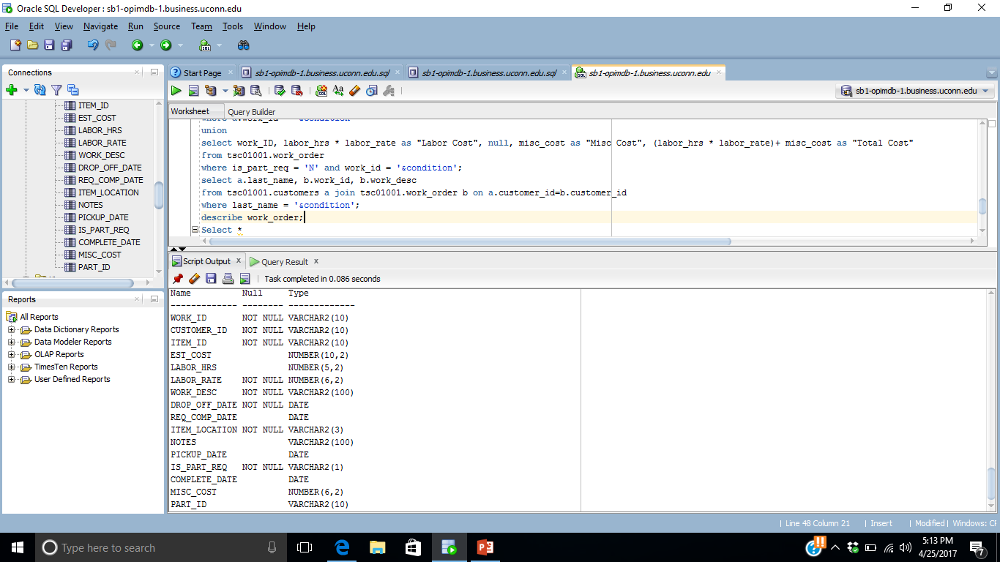 Oracle SQL Developer : sb1-opimdb-1.business.uconn.edu
File Edit View Navigate Run Source Team Tools Window Help
Connections
ITEM_ID
EST_COST
LABOR_HRS
LABOR_RATE
WORK_DESC
DROP_OFF_DATE
REQ_COMP_DATE
ITEM_LOCATION
NOTES
PICKUP_DATE
IS_PART_REQ
COMPLETE_DATE
MISC_COST
PART_ID
Reports
All Reports
Data Dictionary Reports
Data Modeler Reports
OLAP Reports
TimesTen Reports
User Defined Reports
Start Page sb1-opimdb-1.business.uconn.edu.sql sb1-opimdb-1.business.uconn.edu.sql sb1-opimdb-1.business.uconn.edu
sb1-opimdb-1.business.uconn.edu
Worksheet Query Builder
union
select work_ID, labor_hrs * labor_rate as "Labor Cost", null, misc_cost as "Misc Cost", (labor_hrs * labor_rate)+ misc_cost as "Total Cost"
from tsc01001.work_order
where is_part_req = 'N' and work_id = '&condition';
select a.last_name, b.work_id, b.work_desc
from tsc01001.customers a join tsc01001.work_order b on a.customer_id=b.customer_id
where last_name = '&condition';
describe work_order;
Select *
Script Output x Query Result x
Task completed in 0.086 seconds
Name Null Type
------------- -------- -------------
WORK_ID NOT NULL VARCHAR2(10)
CUSTOMER_ID NOT NULL VARCHAR2(10)
ITEM_ID NOT NULL VARCHAR2(10)
EST_COST NUMBER(10,2)
LABOR_HRS NUMBER(5,2)
LABOR_RATE NOT NULL NUMBER(6,2)
WORK_DESC NOT NULL VARCHAR2(100)
DROP_OFF_DATE NOT NULL DATE
REQ_COMP_DATE DATE
ITEM_LOCATION NOT NULL VARCHAR2(3)
NOTES VARCHAR2(100)
PICKUP_DATE DATE
IS_PART_REQ NOT NULL VARCHAR2(1)
COMPLETE_DATE DATE
MISC_COST NUMBER(6,2)
PART_ID VARCHAR2(10)
Line 48 Column 21 | Insert | Modified | Windows: CF
Type here to search
5:13 PM
4/25/2017
7